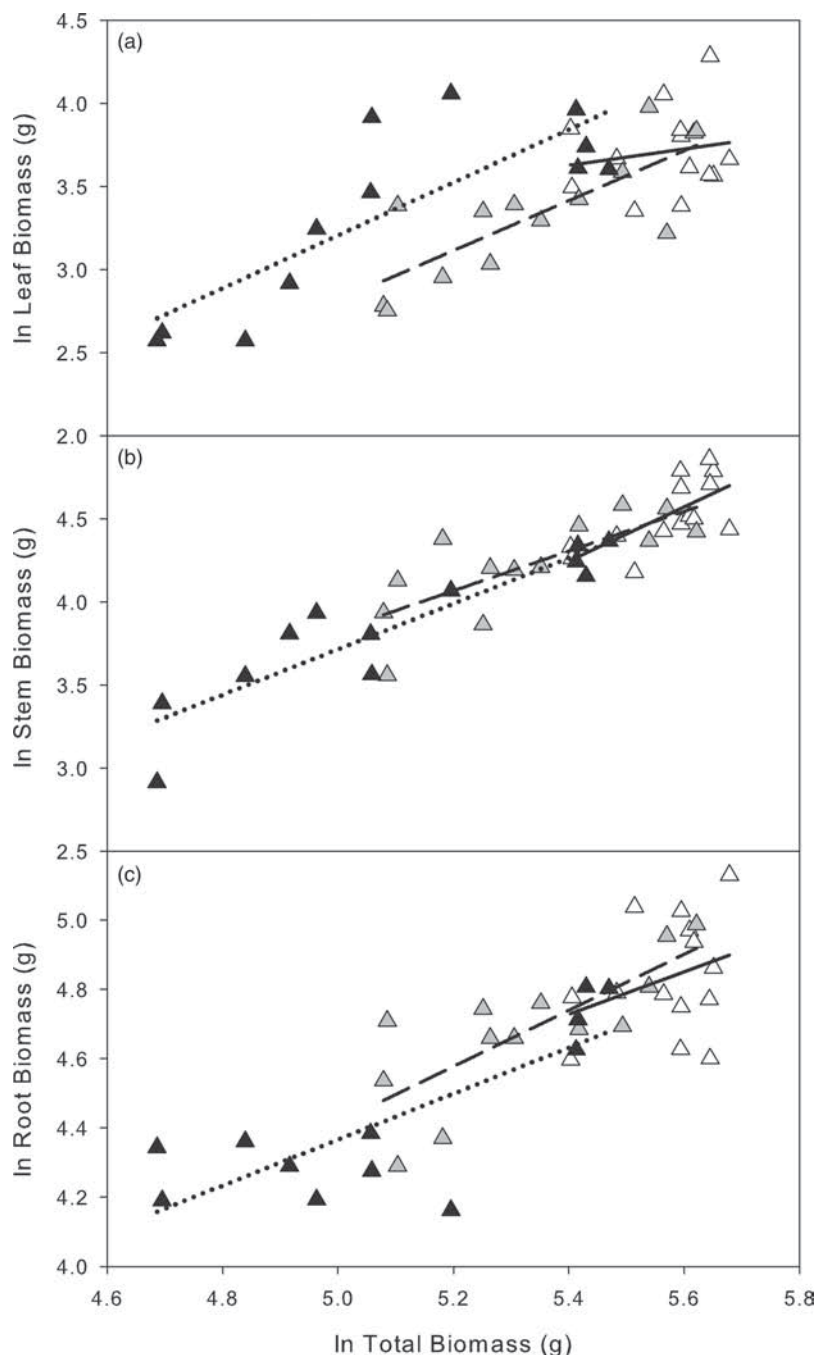 (a)
4.5
4.0
3.5
3.0
2.5
2.0
ln Leaf Biomass (g)
(b)
4.5
4.0
3.5
3.0
2.5
ln Stem Biomass (g)
(c)
5.0
4.8
4.6
4.4
4.2
4.0
ln Root Biomass (g)
4.6 4.8 5.0 5.2 5.4 5.6 5.8
ln Total Biomass (g)